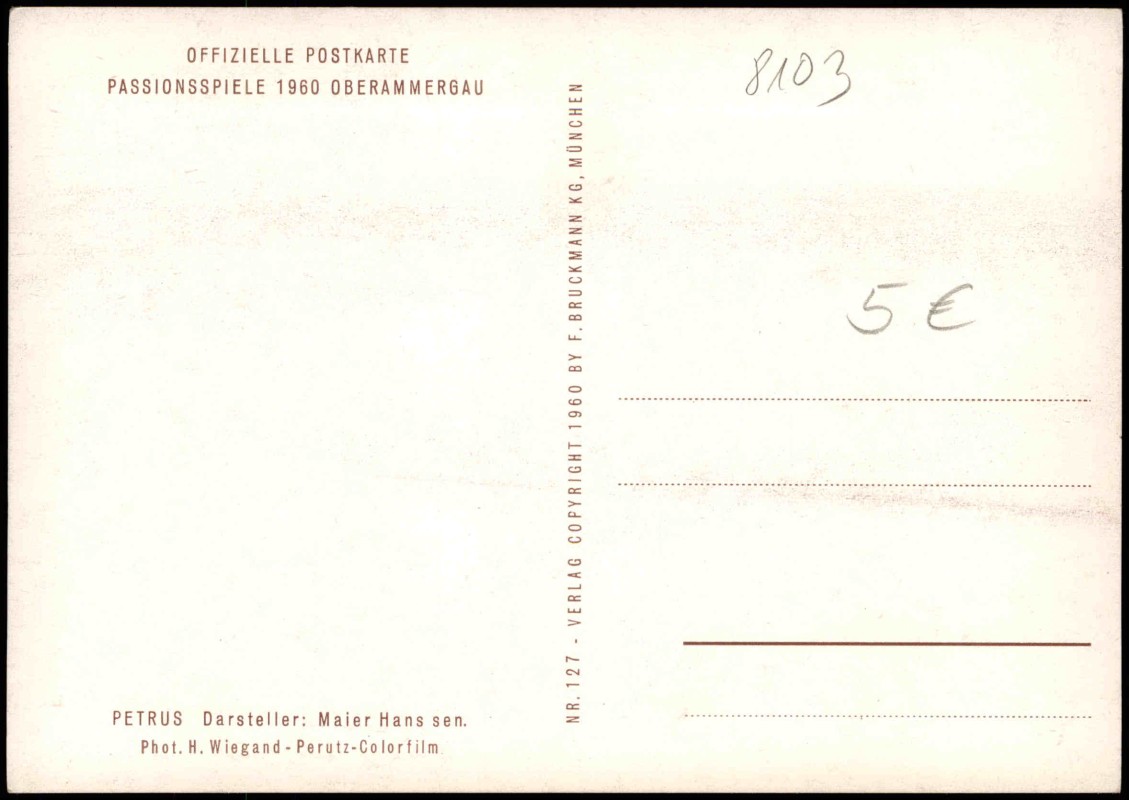 OFFIZIELLE POSTKARTE
PASSIONSSPIELE 1960 OBERAMMERGAU
PETRUS Darsteller: Maier Hans sen.
Phot. H. Wiegand - Perutz-Colorfilm
NR. 127 - VERLAG COPYRIGHT 1960 BY F. BRUCKMANN KG, MÜNCHEN
8103
5 €